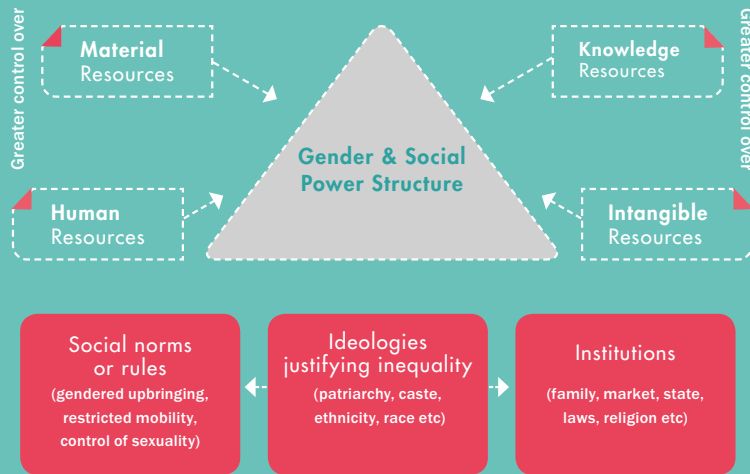 Greater control over
Material
Resources
Knowledge
Resources
Greater control over
Gender & Social
Power Structure
Human
Resources
Intangible
Resources
Social norms
or rules
(gendered upbringing,
restricted mobility,
control of sexuality)
Ideologies
justifying inequality
(patriarchy, caste,
ethnicity, race etc)
Institutions
(family, market, state,
laws, religion etc)